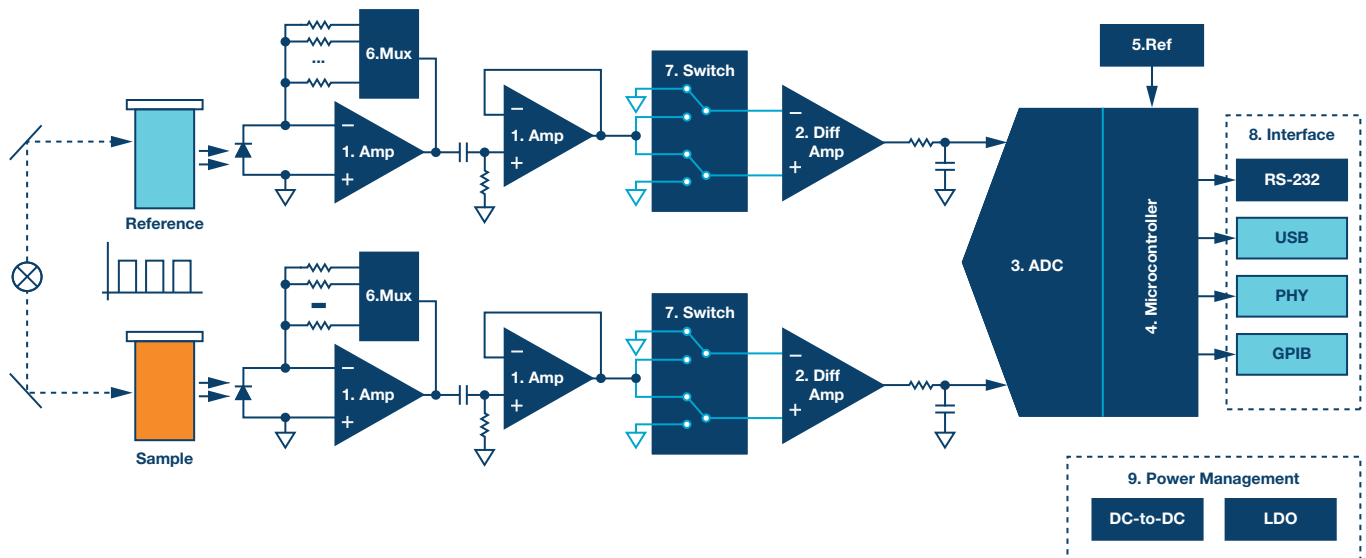 6.Mux
...
1. Amp
1. Amp
7. Switch
2. Diff
Amp
5.Ref
Reference
3. ADC
4. Microcontroller
8. Interface
RS-232
USB
PHY
GPIB
6.Mux
1. Amp
1. Amp
7. Switch
2. Diff
Amp
Sample
9. Power Management
DC-to-DC
LDO